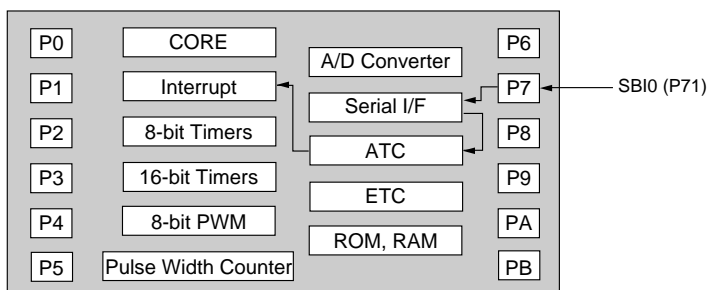 P0
P1
P2
P3
P4
P5
CORE
Interrupt
8-bit Timers
16-bit Timers
8-bit PWM
Pulse Width Counter
A/D Converter
Serial I/F
ATC
ETC
ROM, RAM
P6
P7
P8
P9
PA
PB
SBI0 (P71)